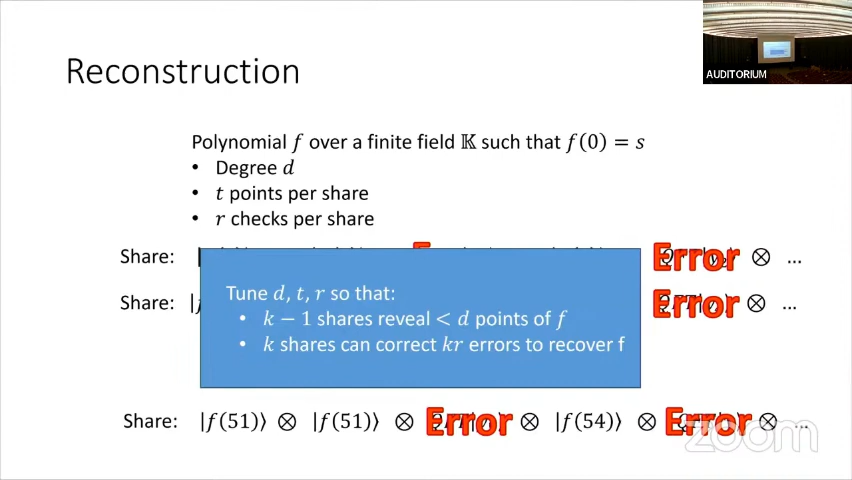 AUDITORIUM
Reconstruction
Polynomial f over a finite field 𝕂 such that f(0) = s
• Degree d
• t points per share
• r checks per share
Share: Error ⊗ ...
Share: |f Error ⊗ ...
Tune d, t, r so that:
• k − 1 shares reveal < d points of f
• k shares can correct kr errors to recover f
Share: |f(51)⟩ ⊗ |f(51)⟩ ⊗ Error ⊗ |f(54)⟩ ⊗ Error ⊗ ...
zoom